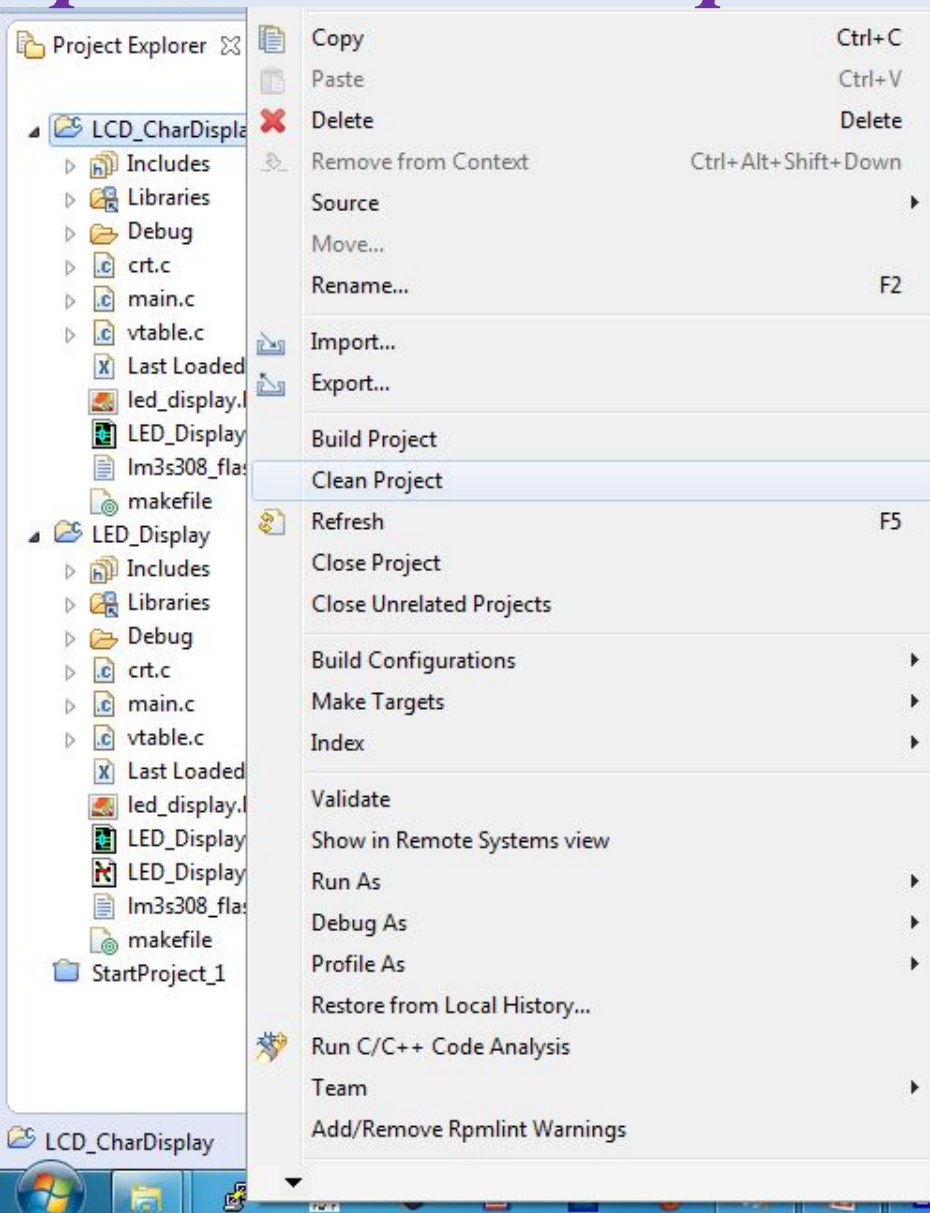 Project Explorer
LCD_CharDispla
Includes
Libraries
Debug
crt.c
main.c
vtable.c
Last Loaded
led_display.l
LED_Display
lm3s308_flas
makefile
LED_Display
Includes
Libraries
Debug
crt.c
main.c
vtable.c
Last Loaded
led_display.l
LED_Display
LED_Display
lm3s308_flas
makefile
StartProject_1
LCD_CharDisplay
Copy Ctrl+C
Paste Ctrl+V
Delete Delete
Remove from Context Ctrl+Alt+Shift+Down
Source
Move...
Rename... F2
Import...
Export...
Build Project
Clean Project
Refresh F5
Close Project
Close Unrelated Projects
Build Configurations
Make Targets
Index
Validate
Show in Remote Systems view
Run As
Debug As
Profile As
Restore from Local History...
Run C/C++ Code Analysis
Team
Add/Remove Rpmlint Warnings